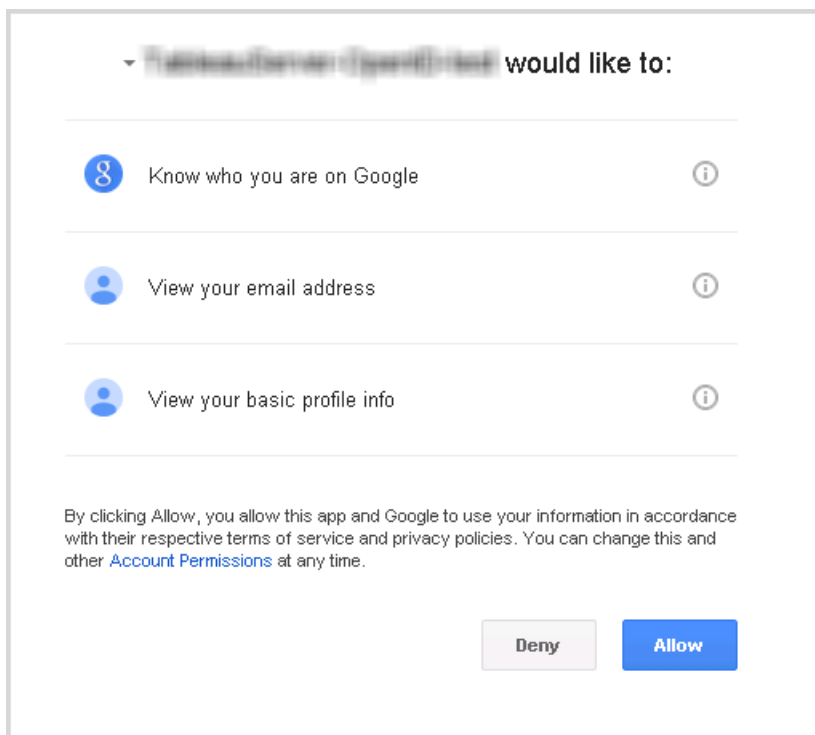 would like to:
Know who you are on Google
View your email address
View your basic profile info
By clicking Allow, you allow this app and Google to use your information in accordance
with their respective terms of service and privacy policies. You can change this and
other Account Permissions at any time.
Deny
Allow